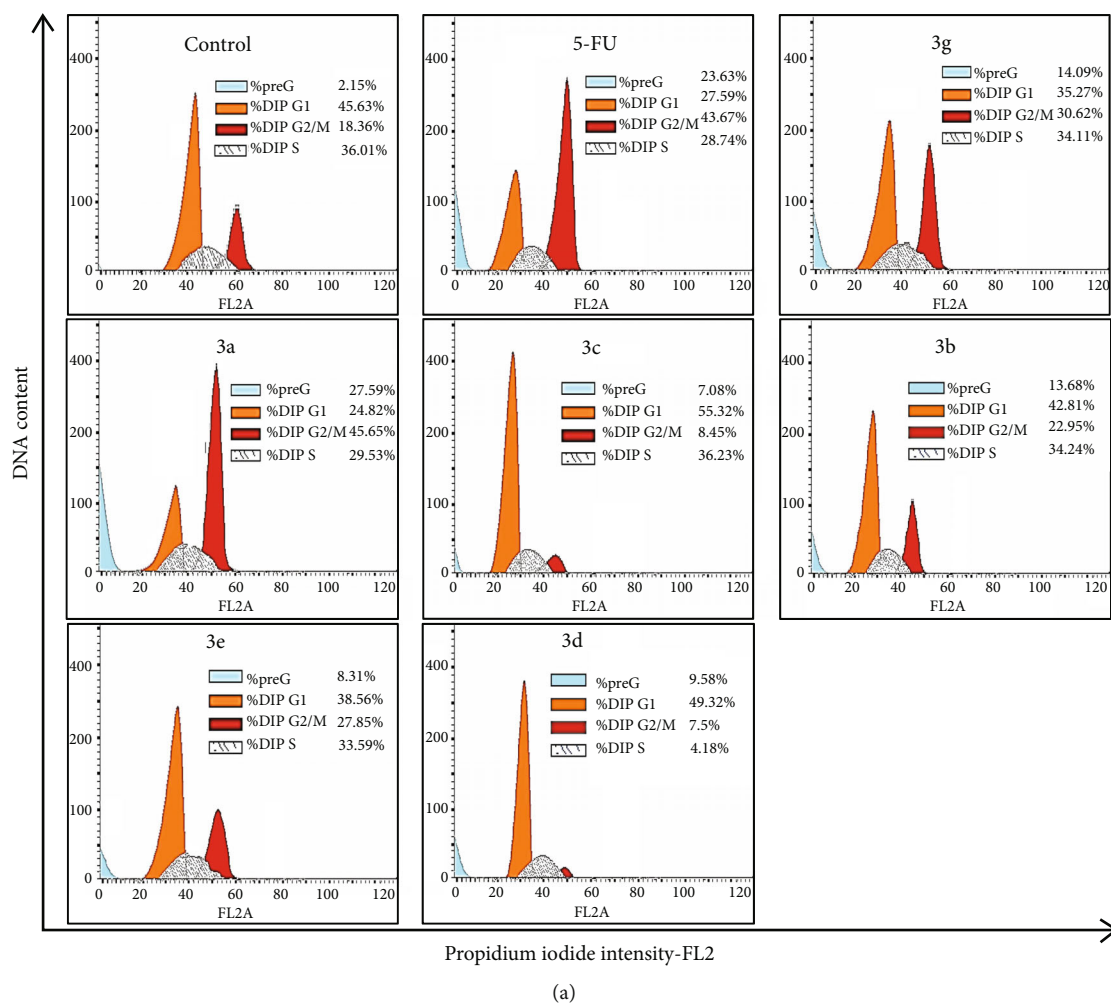 DNA content
Control
400
200
100
0
%preG 2.15%
%DIP G1 45.63%
%DIP G2/M 18.36%
%DIP S 36.01%
0 20 40 60 80 100 120
FL2A
5-FU
400
200
100
0
%preG 23.63%
%DIP G1 27.59%
%DIP G2/M 43.67%
%DIP S 28.74%
0 20 40 60 80 100 120
FL2A
3g
400
200
100
0
%preG 14.09%
%DIP G1 35.27%
%DIP G2/M 30.62%
%DIP S 34.11%
0 20 40 60 80 100 120
FL2A
3a
400
200
100
0
%preG 27.59%
%DIP G1 24.82%
%DIP G2/M 45.65%
%DIP S 29.53%
0 20 40 60 80 100 120
FL2A
3c
400
200
100
0
%preG 7.08%
%DIP G1 55.32%
%DIP G2/M 8.45%
%DIP S 36.23%
0 20 40 60 80 100 120
FL2A
3b
400
200
100
0
%preG 13.68%
%DIP G1 42.81%
%DIP G2/M 22.95%
%DIP S 34.24%
0 20 40 60 80 100 120
FL2A
3e
400
200
100
0
%preG 8.31%
%DIP G1 38.56%
%DIP G2/M 27.85%
%DIP S 33.59%
0 20 40 60 80 100 120
FL2A
3d
400
200
100
0
%preG 9.58%
%DIP G1 49.32%
%DIP G2/M 7.5%
%DIP S 4.18%
0 20 40 60 80 100 120
FL2A
Propidium iodide intensity-FL2
(a)